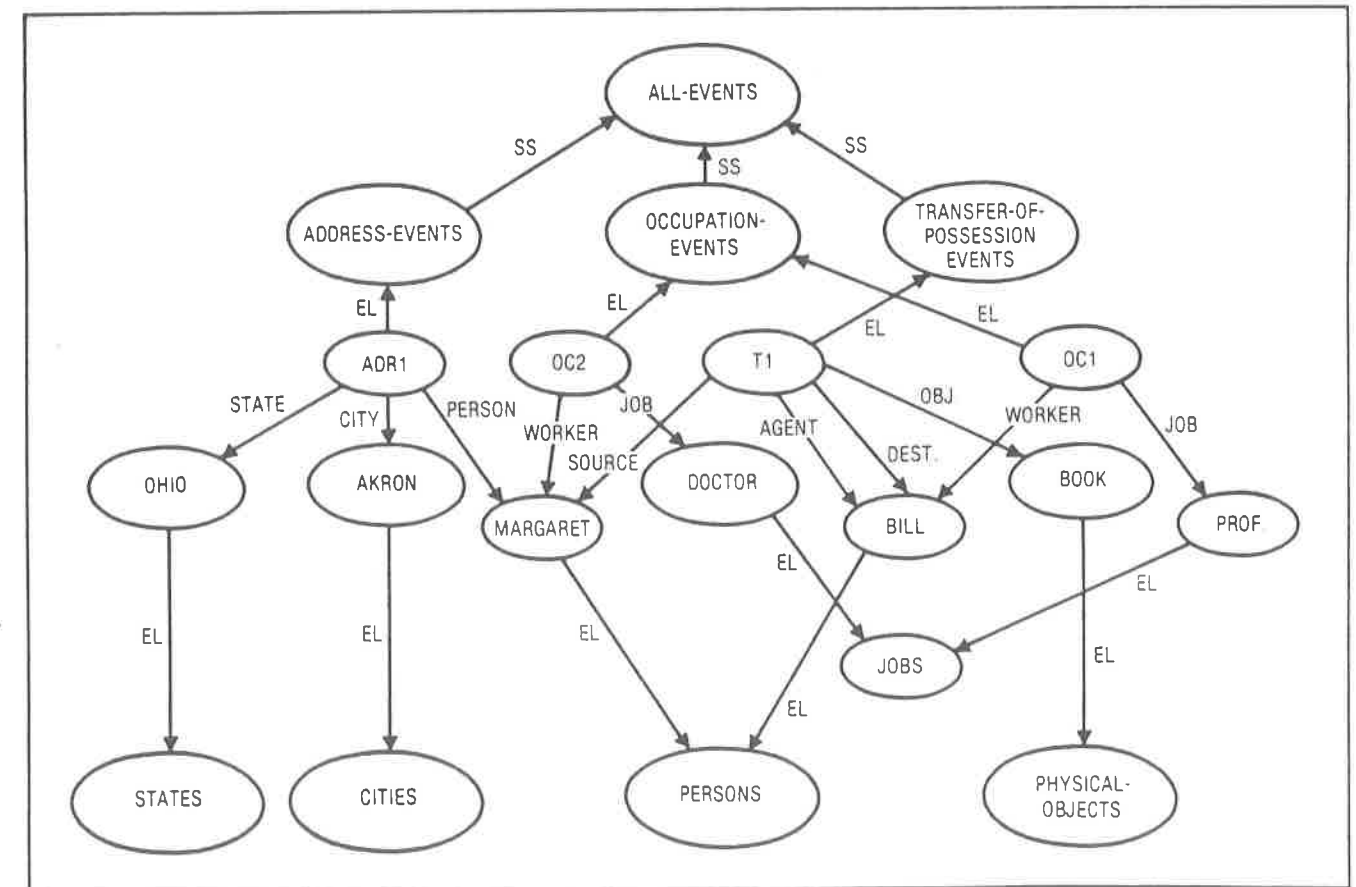 ALL-EVENTS
SS
SS
SS
ADDRESS-EVENTS
OCCUPATION-
EVENTS
TRANSFER-OF-
POSSESSION
EVENTS
EL
EL
EL
EL
ADR1
OC2
T1
OC1
STATE
CITY
PERSON
WORKER
JOB
SOURCE
AGENT
DEST.
OBJ
WORKER
JOB
OHIO
AKRON
MARGARET
DOCTOR
BILL
BOOK
PROF.
EL
EL
EL
EL
EL
EL
EL
EL
JOBS
STATES
CITIES
PERSONS
PHYSICAL-
OBJECTS